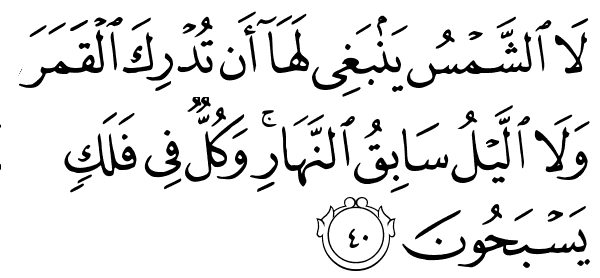 لَا ٱلشَّمْسُ يَنۢبَغِى لَهَآ أَن تُدْرِكَ ٱلْقَمَرَ
وَلَا ٱلَّيْلُ سَابِقُ ٱلنَّهَارِ ۚ وَكُلٌّ فِى فَلَكٍ
يَسْبَحُونَ ٤٠